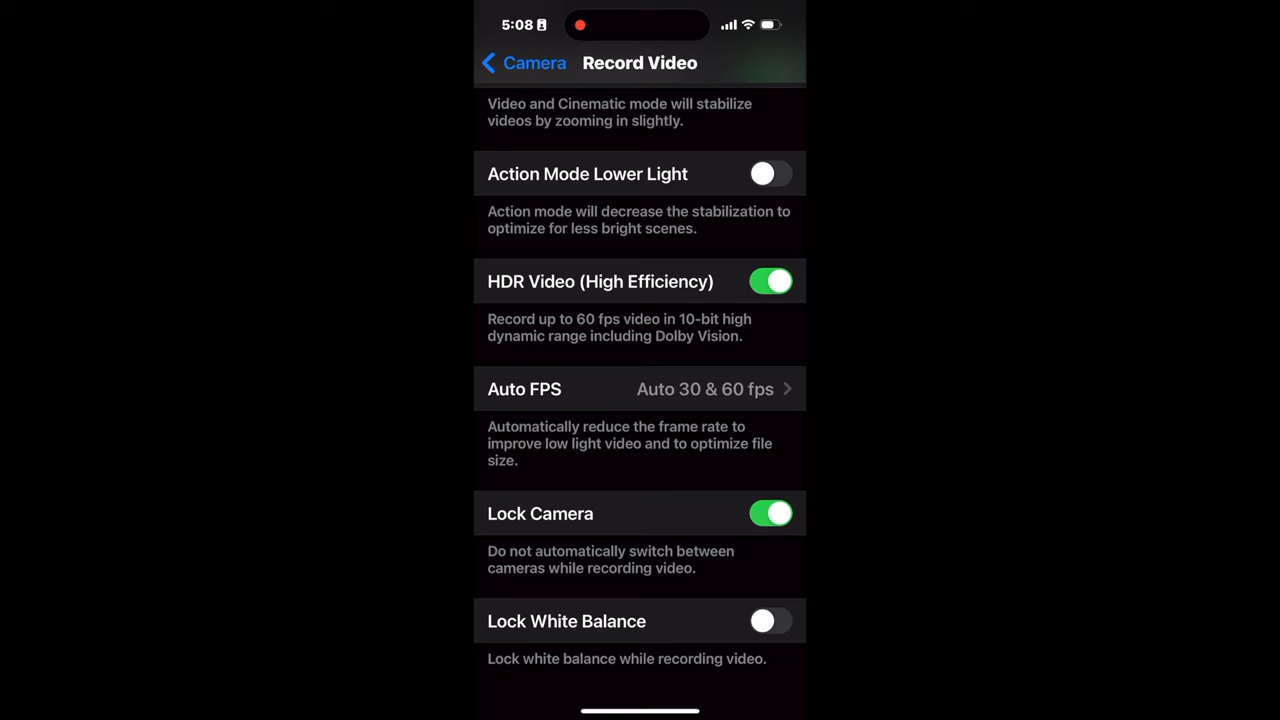 5:08
Camera
Record Video
Video and Cinematic mode will stabilize
videos by zooming in slightly.
Action Mode Lower Light
Action mode will decrease the stabilization to
optimize for less bright scenes.
HDR Video (High Efficiency)
Record up to 60 fps video in 10-bit high
dynamic range including Dolby Vision.
Auto FPS Auto 30 & 60 fps
Automatically reduce the frame rate to
improve low light video and to optimize file
size.
Lock Camera
Do not automatically switch between
cameras while recording video.
Lock White Balance
Lock white balance while recording video.